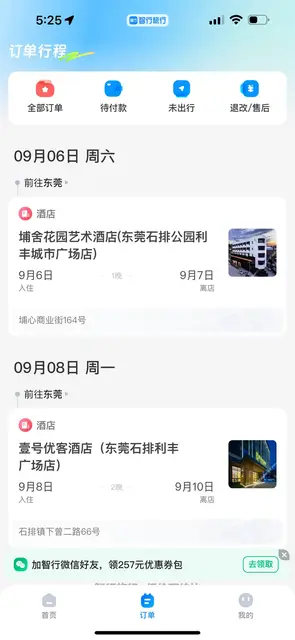 5:25
智行旅行
订单行程
全部订单
待付款
未出行
退改/售后
09月06日 周六
前往东莞
酒店
埔舍花园艺术酒店(东莞石排公园利
丰城市广场店)
9月6日
1晚
9月7日
入住
离店
埔心商业街164号
09月08日 周一
前往东莞
酒店
壹号优客酒店（东莞石排利丰
广场店）
9月8日
2晚
9月10日
入住
离店
石排镇下曾二路66号
加智行微信好友，领257元优惠券包
去领取
首页
订单
我的